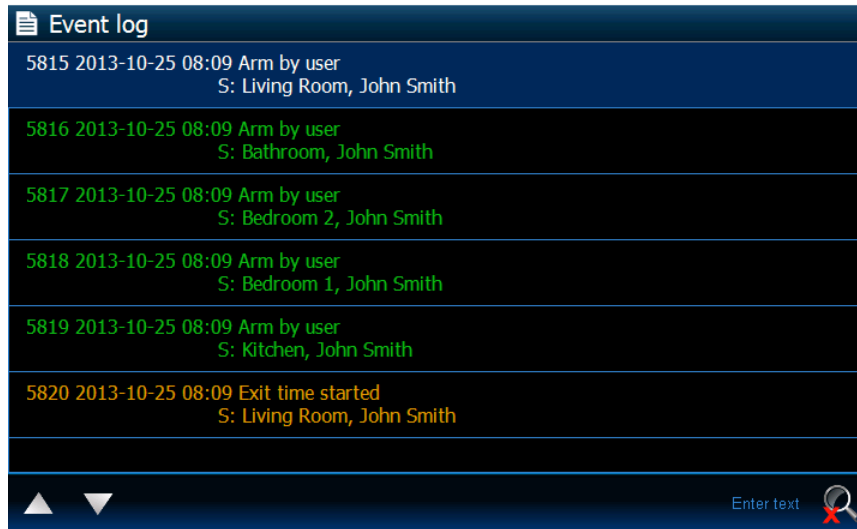 Event log
5815 2013-10-25 08:09 Arm by user
S: Living Room, John Smith
5816 2013-10-25 08:09 Arm by user
S: Bathroom, John Smith
5817 2013-10-25 08:09 Arm by user
S: Bedroom 2, John Smith
5818 2013-10-25 08:09 Arm by user
S: Bedroom 1, John Smith
5819 2013-10-25 08:09 Arm by user
S: Kitchen, John Smith
5820 2013-10-25 08:09 Exit time started
S: Living Room, John Smith
Enter text